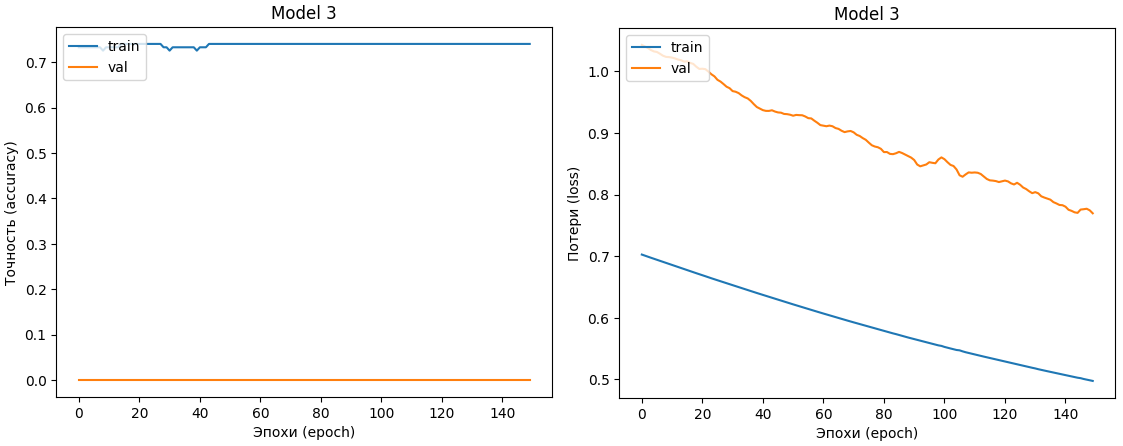 Model 3
train
val
Точность (accuracy)
0.7
0.6
0.5
0.4
0.3
0.2
0.1
0.0
0 20 40 60 80 100 120 140
Эпохи (epoch)
Model 3
train
val
Потери (loss)
1.0
0.9
0.8
0.7
0.6
0.5
0 20 40 60 80 100 120 140
Эпохи (epoch)